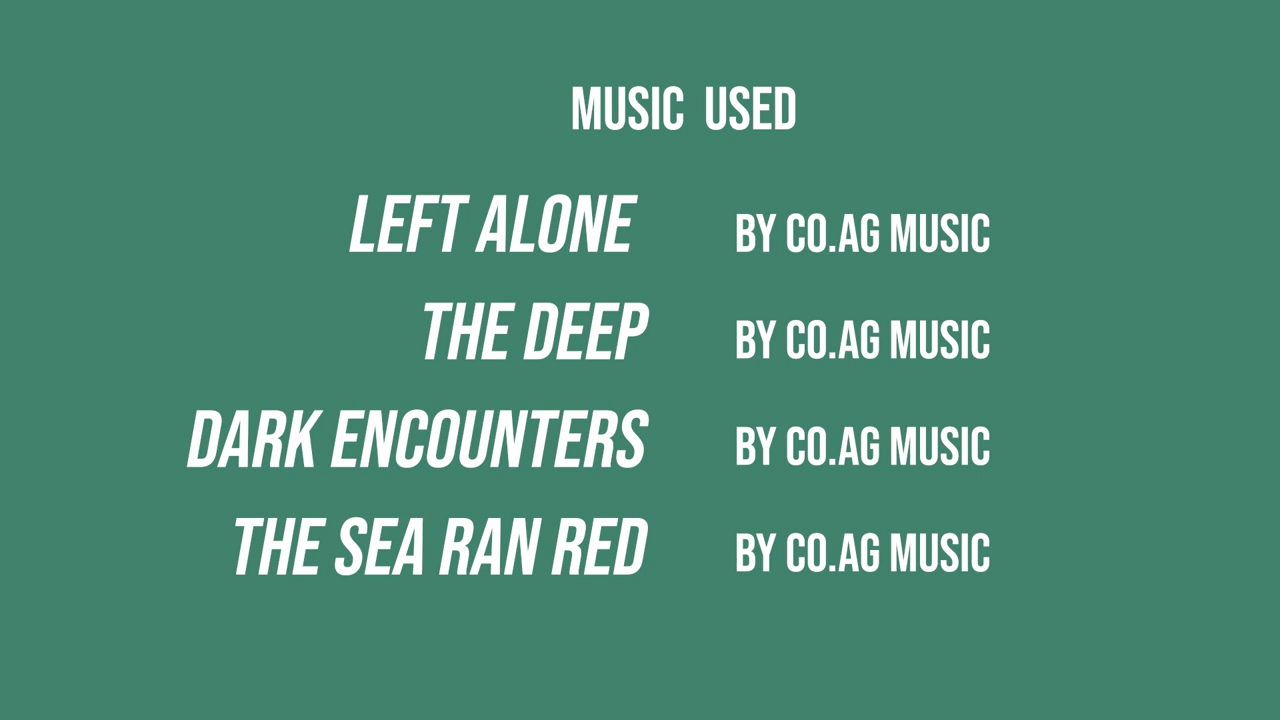 MUSIC USED
LEFT ALONE BY CO.AG MUSIC
THE DEEP BY CO.AG MUSIC
DARK ENCOUNTERS BY CO.AG MUSIC
THE SEA RAN RED BY CO.AG MUSIC